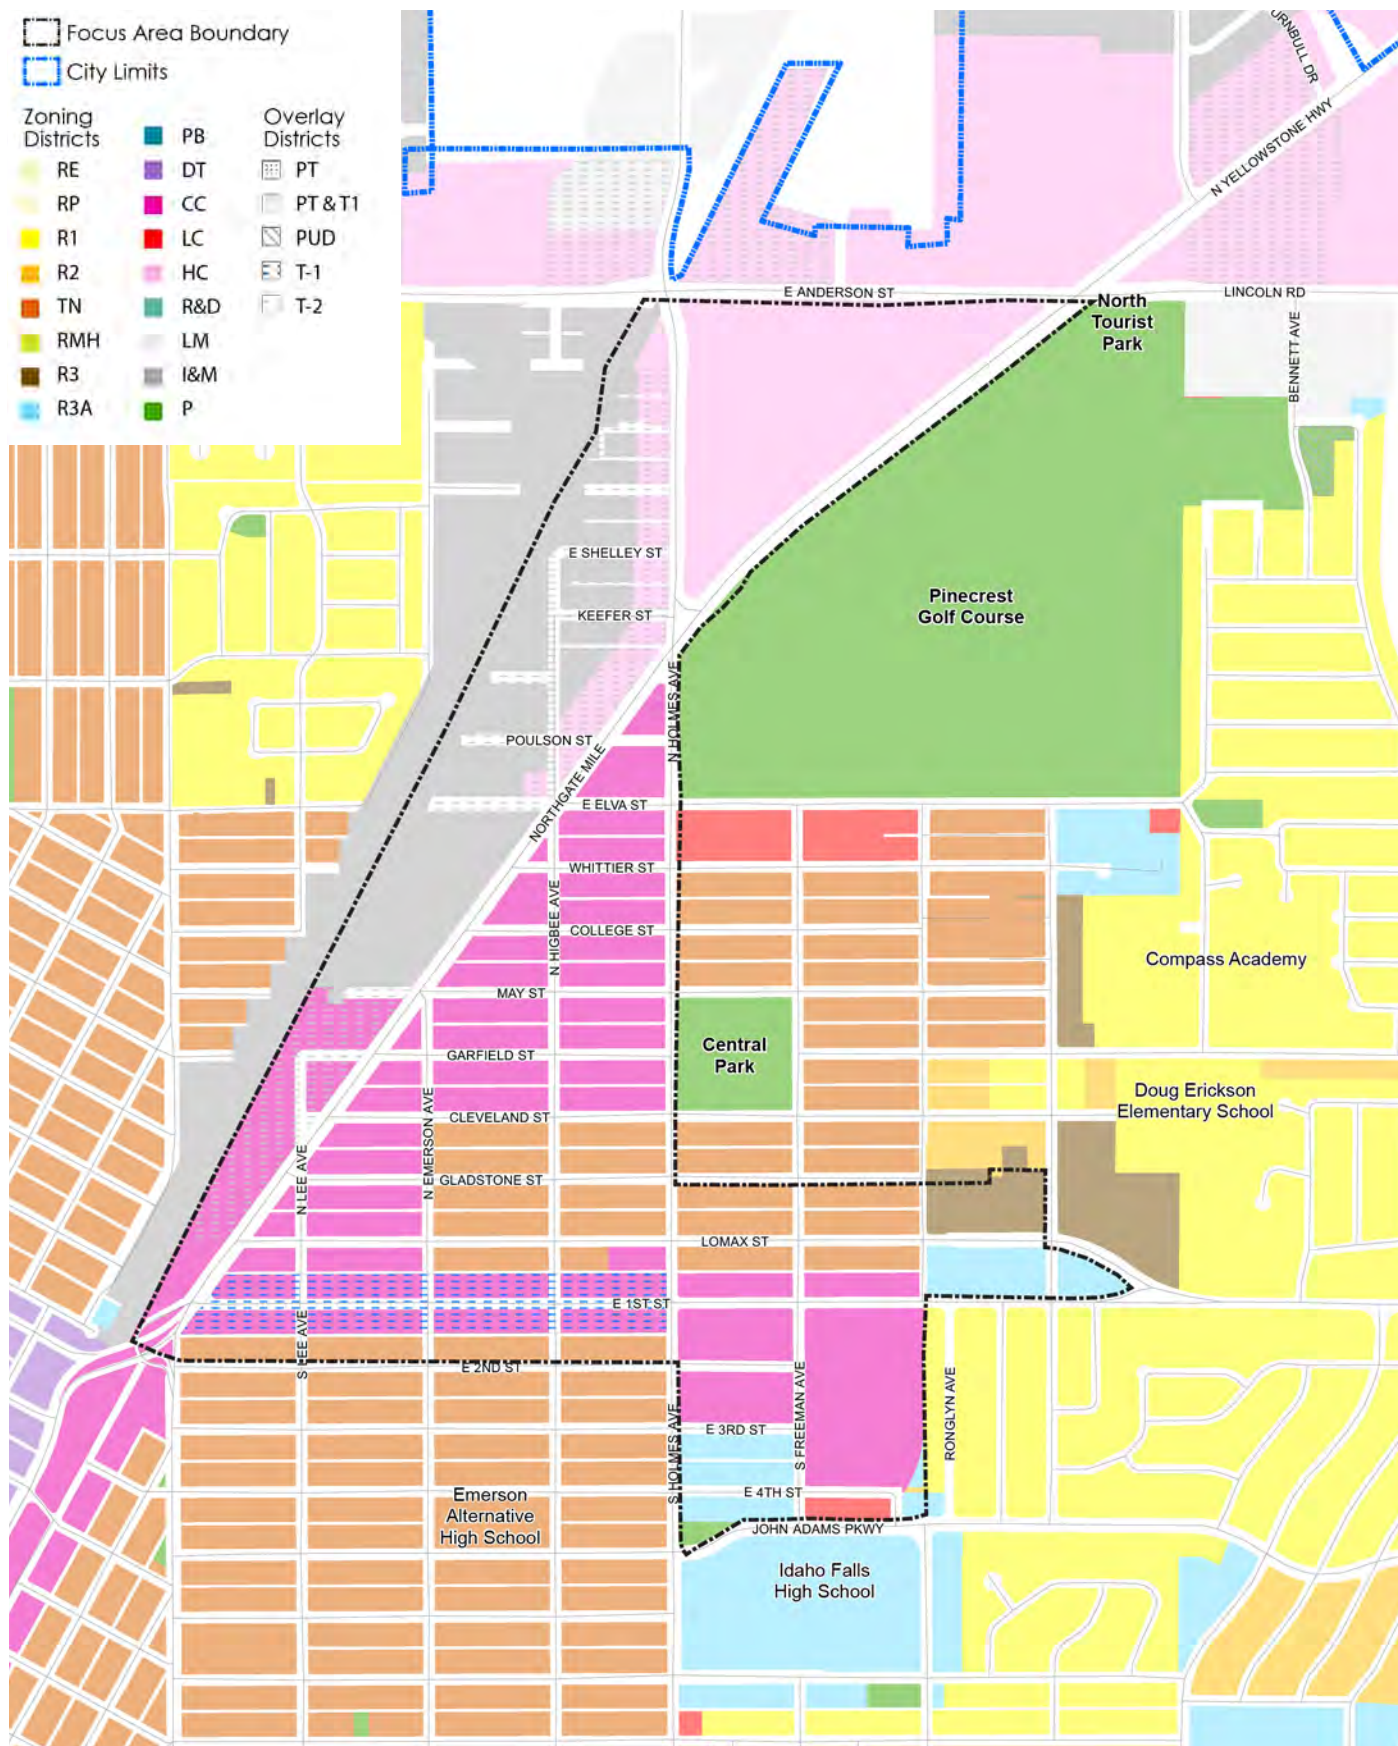 Focus Area Boundary
City Limits
Zoning
Districts
RE
RP
R1
R2
TN
RMH
R3
R3A
PB
DT
CC
LC
HC
R&D
LM
I&M
P
Overlay
Districts
PT
PT & T1
PUD
T-1
T-2
URNBULL DR
N YELLOWSTONE HWY
E ANDERSON ST
LINCOLN RD
North
Tourist
Park
BENNETT AVE
E SHELLEY ST
KEEFER ST
Pinecrest
Golf Course
N HOLMES AVE
POULSON ST
NORTHGATE MILE
E ELVA ST
WHITTIER ST
N HIGBEE AVE
COLLEGE ST
Compass Academy
MAY ST
Central
Park
GARFIELD ST
N EMERSON AVE
CLEVELAND ST
Doug Erickson
Elementary School
N LEE AVE
GLADSTONE ST
LOMAX ST
E 1ST ST
S LEE AVE
E 2ND ST
S FREEMAN AVE
RONGLYN AVE
S HOLMES AVE
E 3RD ST
E 4TH ST
JOHN ADAMS PKWY
Emerson
Alternative
High School
Idaho Falls
High School